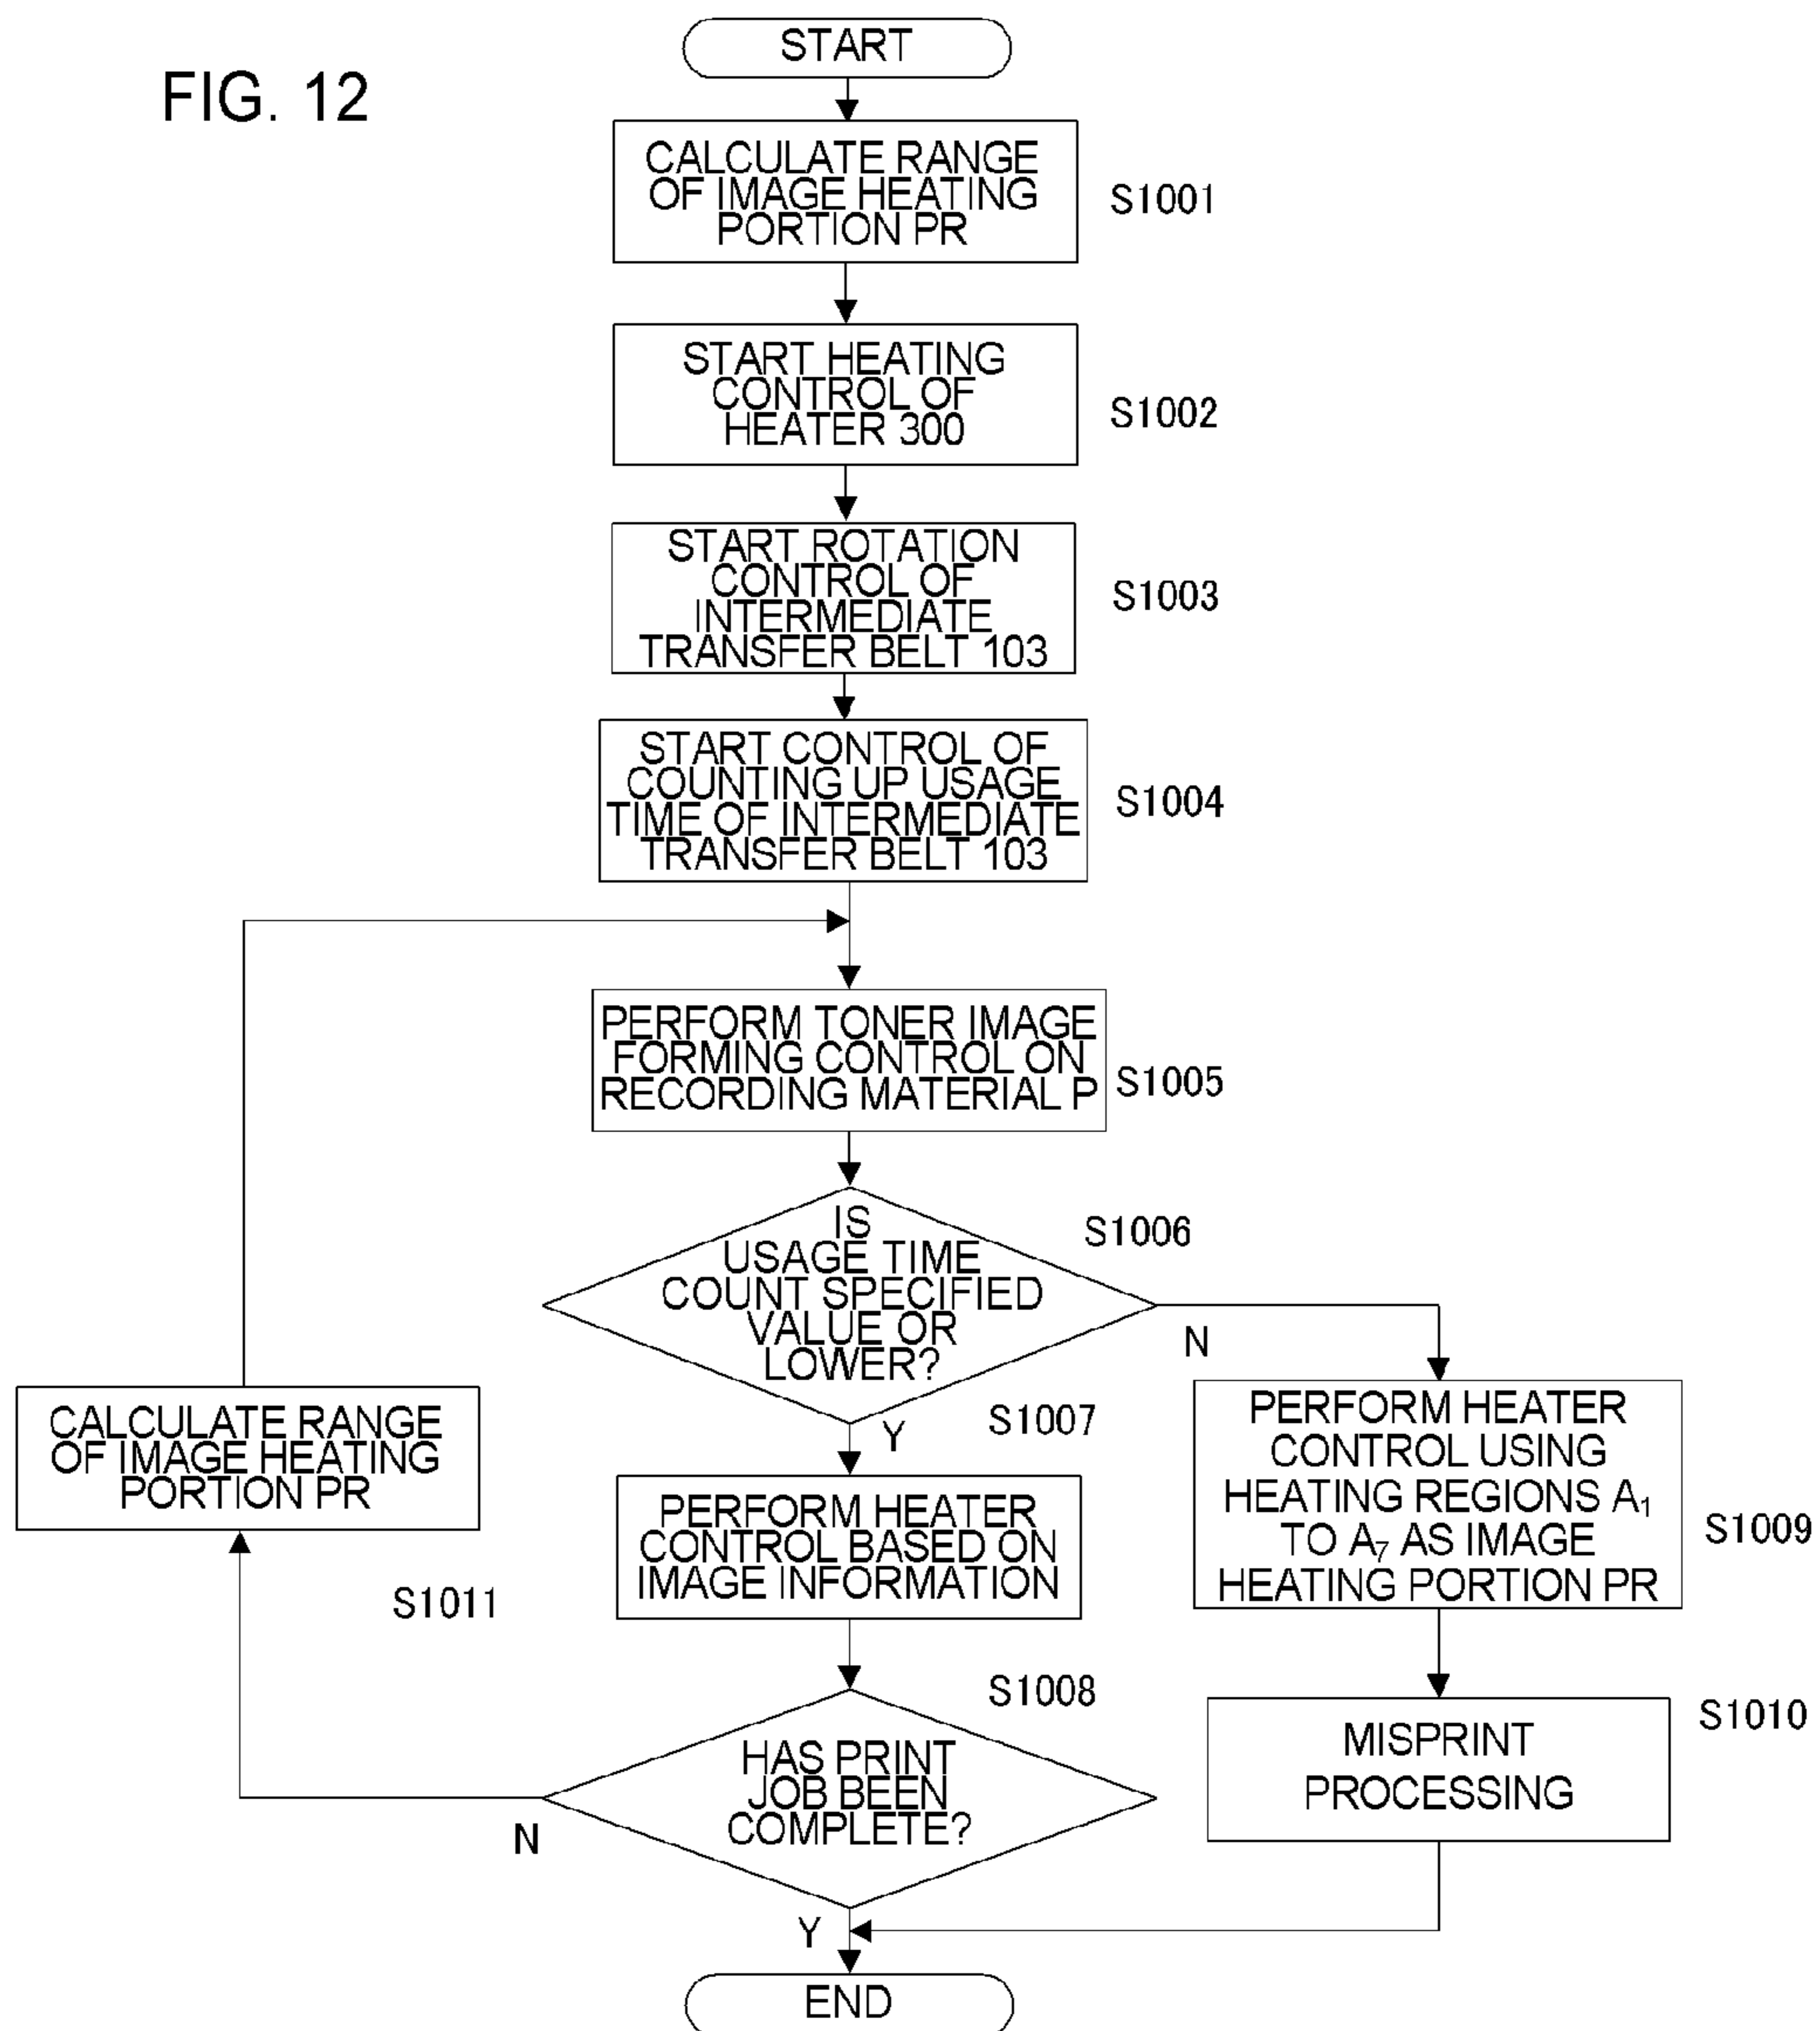 FIG. 12
START
CALCULATE RANGE
OF IMAGE HEATING
PORTION PR
S1001
START HEATING
CONTROL OF
HEATER 300
S1002
START ROTATION
CONTROL OF
INTERMEDIATE
TRANSFER BELT 103
S1003
START CONTROL OF
COUNTING UP USAGE
TIME OF INTERMEDIATE
TRANSFER BELT 103
S1004
PERFORM TONER IMAGE
FORMING CONTROL ON
RECORDING MATERIAL P
S1005
IS
USAGE TIME
COUNT SPECIFIED
VALUE OR
LOWER?
S1006
N
Y
S1007
PERFORM HEATER
CONTROL BASED ON
IMAGE INFORMATION
PERFORM HEATER
CONTROL USING
HEATING REGIONS A₁
TO A₇ AS IMAGE
HEATING PORTION PR
S1009
CALCULATE RANGE
OF IMAGE HEATING
PORTION PR
S1011
S1008
HAS PRINT
JOB BEEN
COMPLETE?
N
Y
MISPRINT
PROCESSING
S1010
END